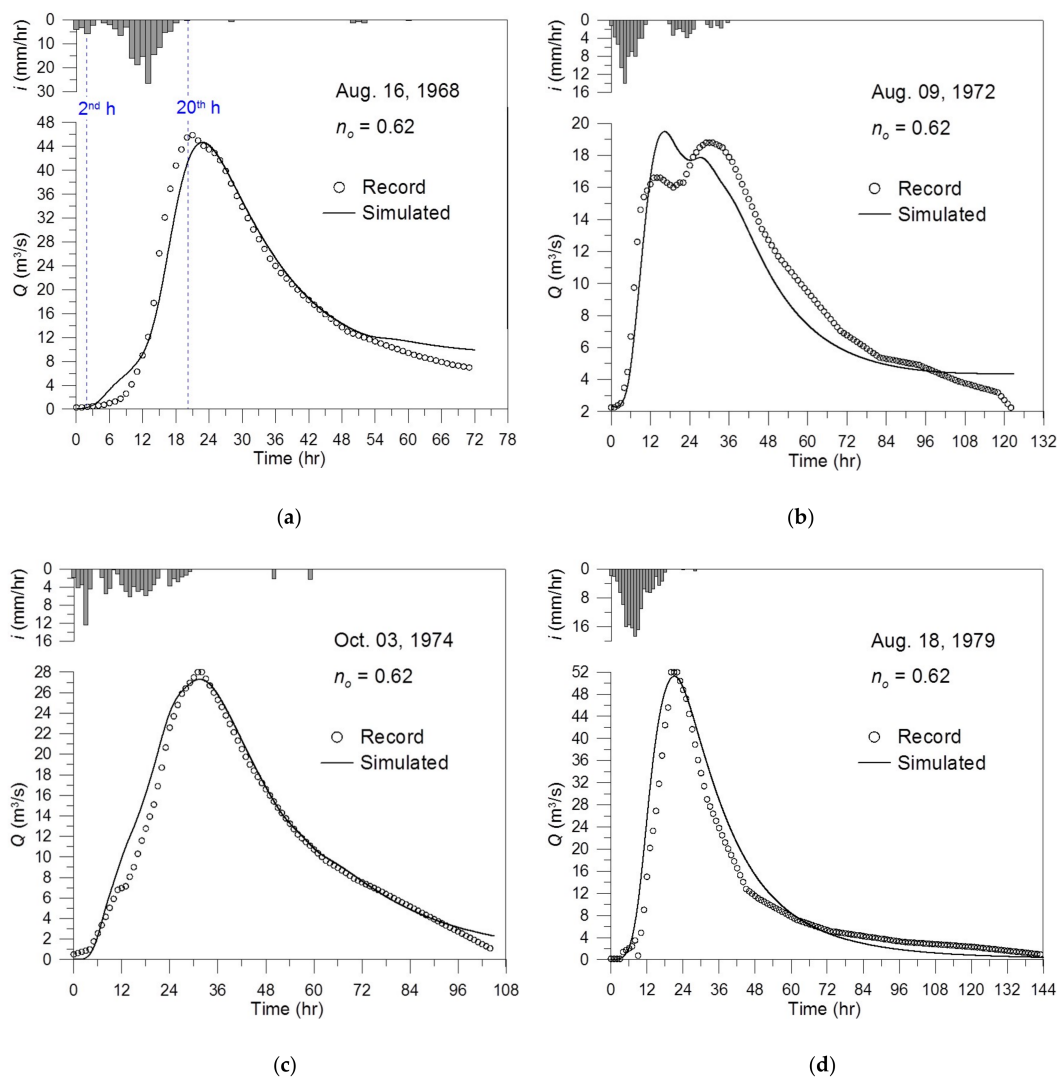 i (mm/hr)
0
10
20
30
2nd h
20th h
Aug. 16, 1968
no = 0.62
Record
Simulated
Q (m3/s)
48
44
40
36
32
28
24
20
16
12
8
4
0
0 6 12 18 24 30 36 42 48 54 60 66 72 78
Time (hr)
(a)
i (mm/hr)
0
4
8
12
16
Aug. 09, 1972
no = 0.62
Record
Simulated
Q (m3/s)
20
18
16
14
12
10
8
6
4
2
0 12 24 36 48 60 72 84 96 108 120 132
Time (hr)
(b)
i (mm/hr)
0
4
8
12
16
Oct. 03, 1974
no = 0.62
Record
Simulated
Q (m3/s)
28
26
24
22
20
18
16
14
12
10
8
6
4
2
0
0 12 24 36 48 60 72 84 96 108
Time (hr)
(c)
i (mm/hr)
0
8
16
Aug. 18, 1979
no = 0.62
Record
Simulated
Q (m3/s)
52
48
44
40
36
32
28
24
20
16
12
8
4
0
0 12 24 36 48 60 72 84 96 108 120 132 144
Time (hr)
(d)